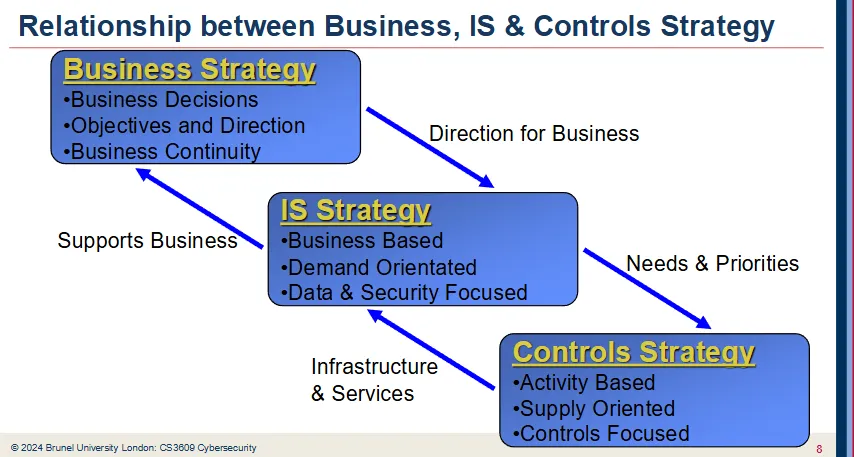 Relationship between Business, IS & Controls Strategy
Business Strategy
•Business Decisions
•Objectives and Direction
•Business Continuity
Direction for Business
Supports Business
IS Strategy
•Business Based
•Demand Orientated
•Data & Security Focused
Needs & Priorities
Infrastructure
& Services
Controls Strategy
•Activity Based
•Supply Oriented
•Controls Focused
© 2024 Brunel University London: CS3609 Cybersecurity
8